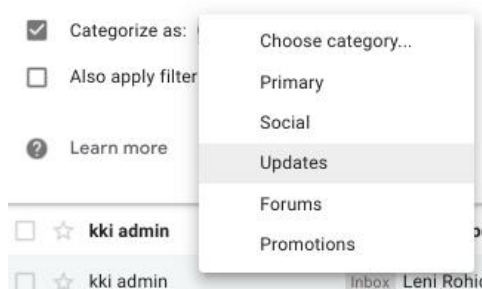 Categorize as:
Choose category...
Also apply filter
Primary
Social
Learn more
Updates
Forums
kki admin
Promotions
kki admin
Inbox Leni Rohic